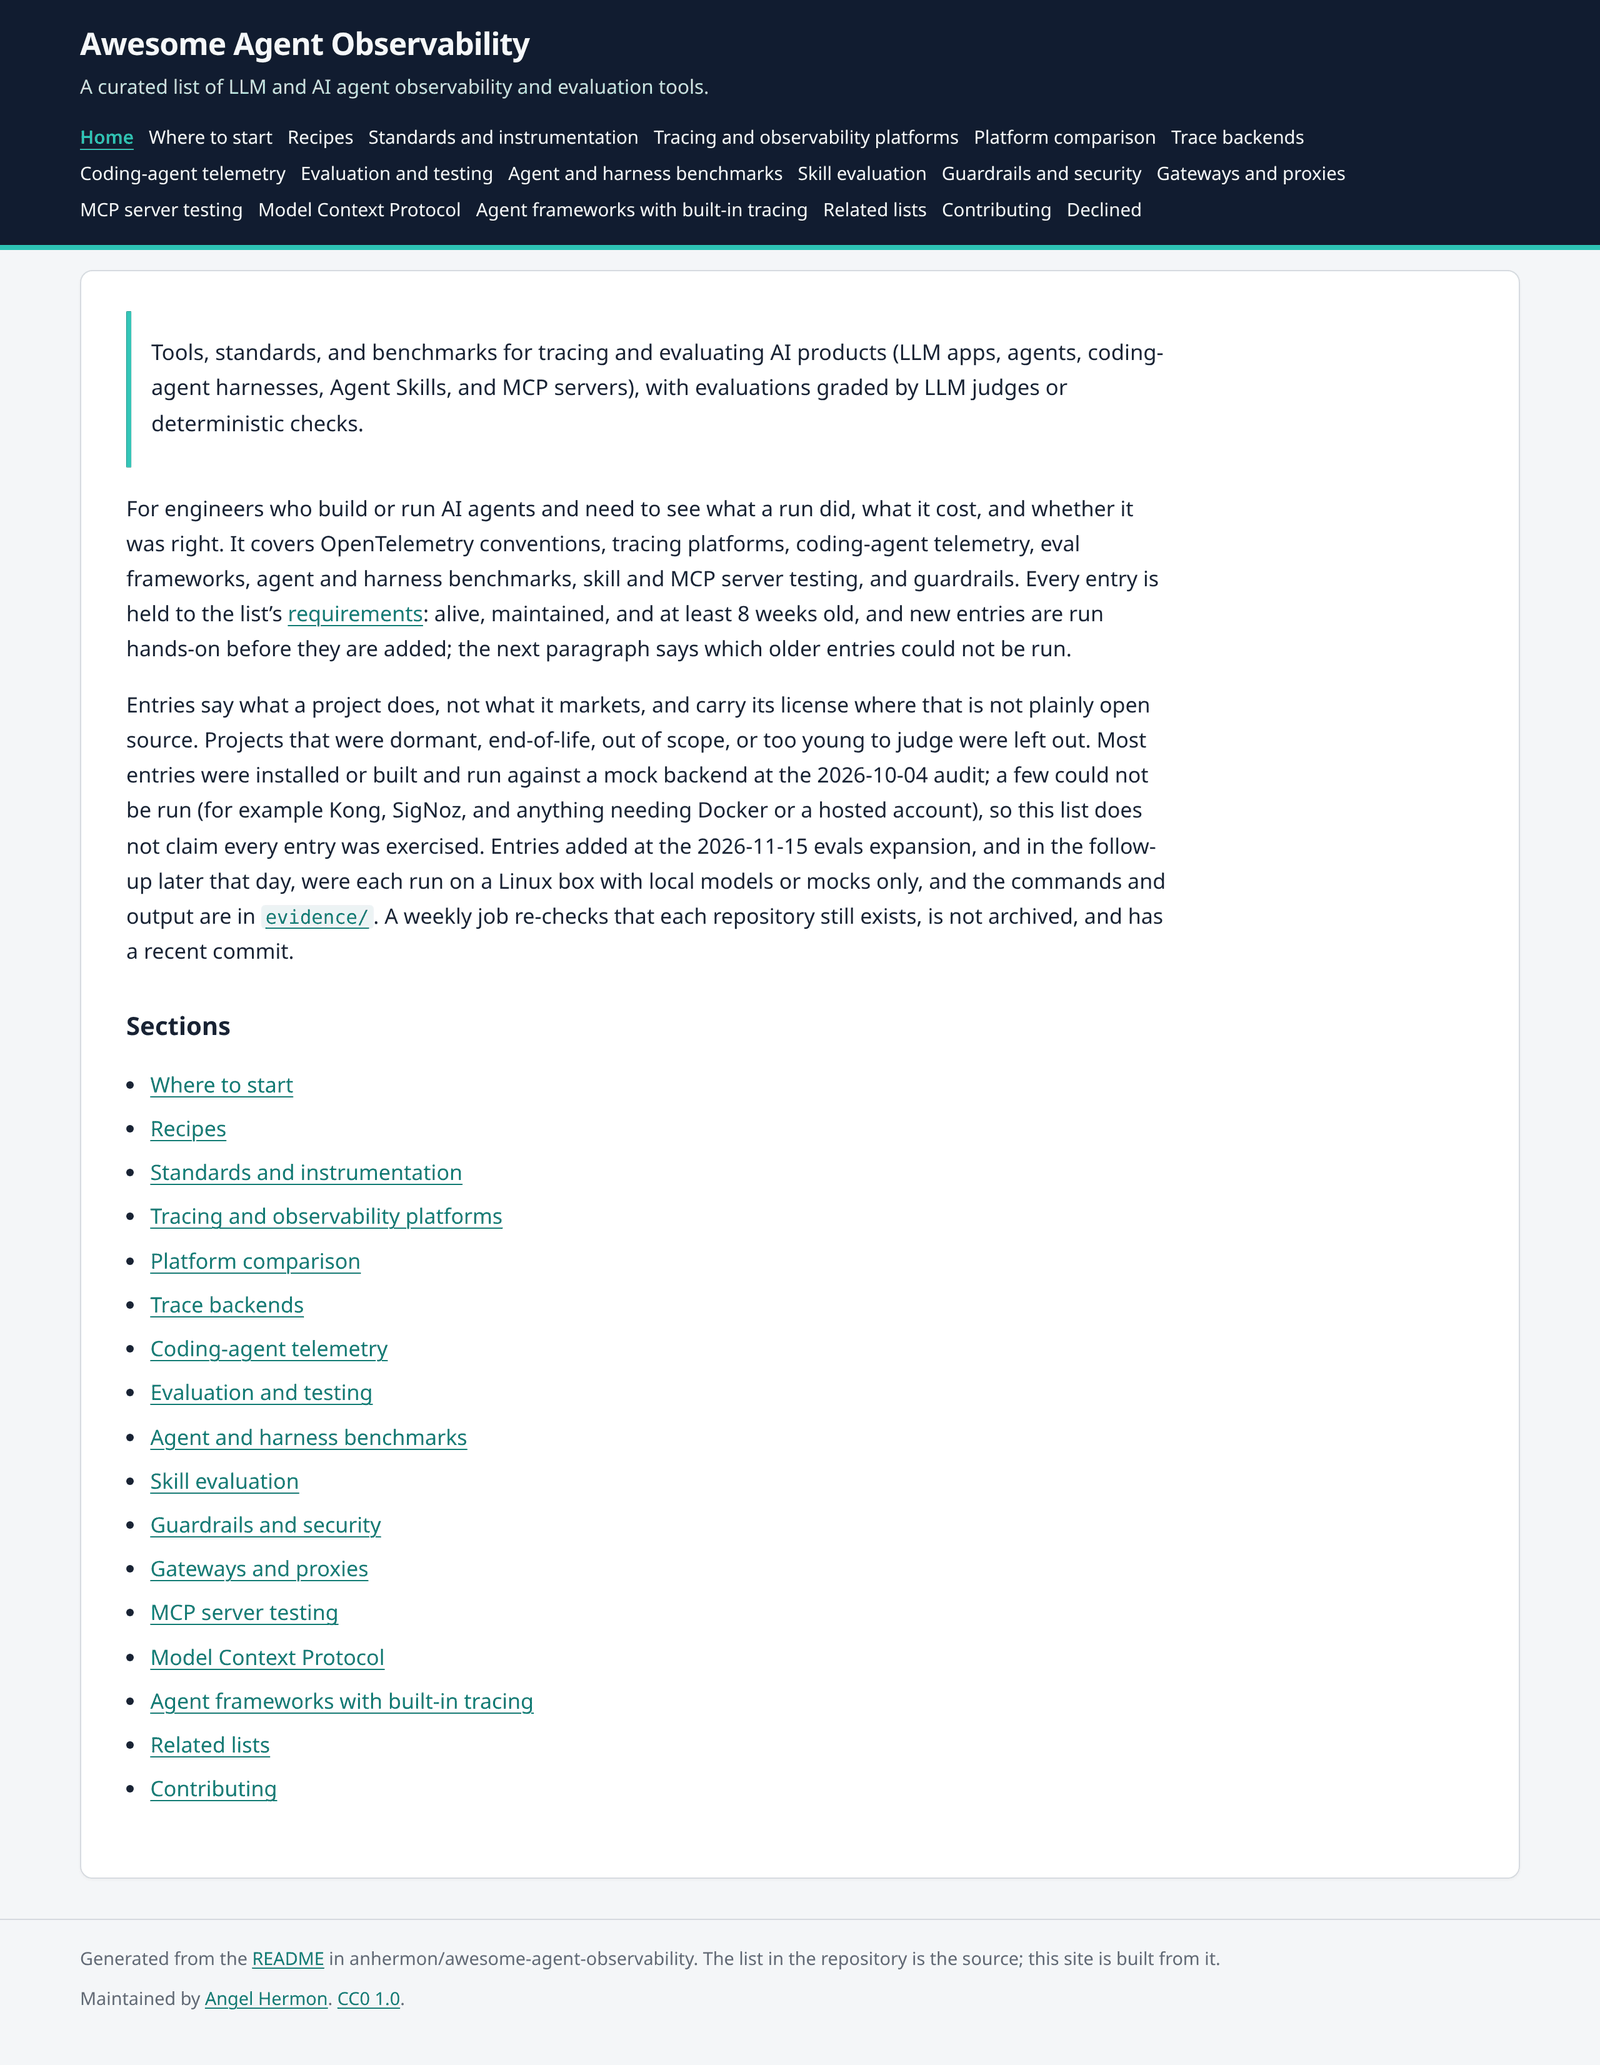 Awesome Agent Observability
A curated list of LLM and AI agent observability and evaluation tools.
Home Where to start Recipes Standards and instrumentation Tracing and observability platforms Platform comparison Trace backends
Coding-agent telemetry Evaluation and testing Agent and harness benchmarks Skill evaluation Guardrails and security Gateways and proxies
MCP server testing Model Context Protocol Agent frameworks with built-in tracing Related lists Contributing Declined
Tools, standards, and benchmarks for tracing and evaluating AI products (LLM apps, agents, coding-
agent harnesses, Agent Skills, and MCP servers), with evaluations graded by LLM judges or
deterministic checks.
For engineers who build or run AI agents and need to see what a run did, what it cost, and whether it
was right. It covers OpenTelemetry conventions, tracing platforms, coding-agent telemetry, eval
frameworks, agent and harness benchmarks, skill and MCP server testing, and guardrails. Every entry is
held to the list’s requirements: alive, maintained, and at least 8 weeks old, and new entries are run
hands-on before they are added; the next paragraph says which older entries could not be run.
Entries say what a project does, not what it markets, and carry its license where that is not plainly open
source. Projects that were dormant, end-of-life, out of scope, or too young to judge were left out. Most
entries were installed or built and run against a mock backend at the 2026-10-04 audit; a few could not
be run (for example Kong, SigNoz, and anything needing Docker or a hosted account), so this list does
not claim every entry was exercised. Entries added at the 2026-11-15 evals expansion, and in the follow-
up later that day, were each run on a Linux box with local models or mocks only, and the commands and
output are in evidence/. A weekly job re-checks that each repository still exists, is not archived, and has
a recent commit.
Sections
• Where to start
• Recipes
• Standards and instrumentation
• Tracing and observability platforms
• Platform comparison
• Trace backends
• Coding-agent telemetry
• Evaluation and testing
• Agent and harness benchmarks
• Skill evaluation
• Guardrails and security
• Gateways and proxies
• MCP server testing
• Model Context Protocol
• Agent frameworks with built-in tracing
• Related lists
• Contributing
Generated from the README in anhermon/awesome-agent-observability. The list in the repository is the source; this site is built from it.
Maintained by Angel Hermon. CC0 1.0.